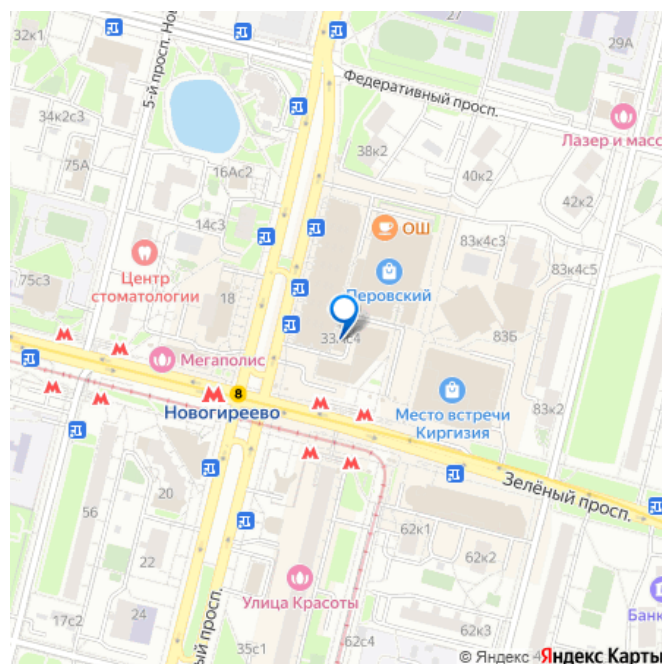 27
32к1
29А
5-й просп. Но
Федеративный просп.
34к2с3
38к2
Лазер и масс
75А
16Ас2
40к2
42к2
14с3
ОШ
83к4с3
75с3
Центр
стоматологии
Перовский
83к4с5
18
83Б
Мегаполис
8
Новогиреево
Место встречи
Киргизия
83к2
Зелёный просп.
20
56
62к1
22
62к2
Улица Красоты
17с2
24
Банк
62к3
35с1
62с4
ый просп.
© Яндекс
Яндекс Карты